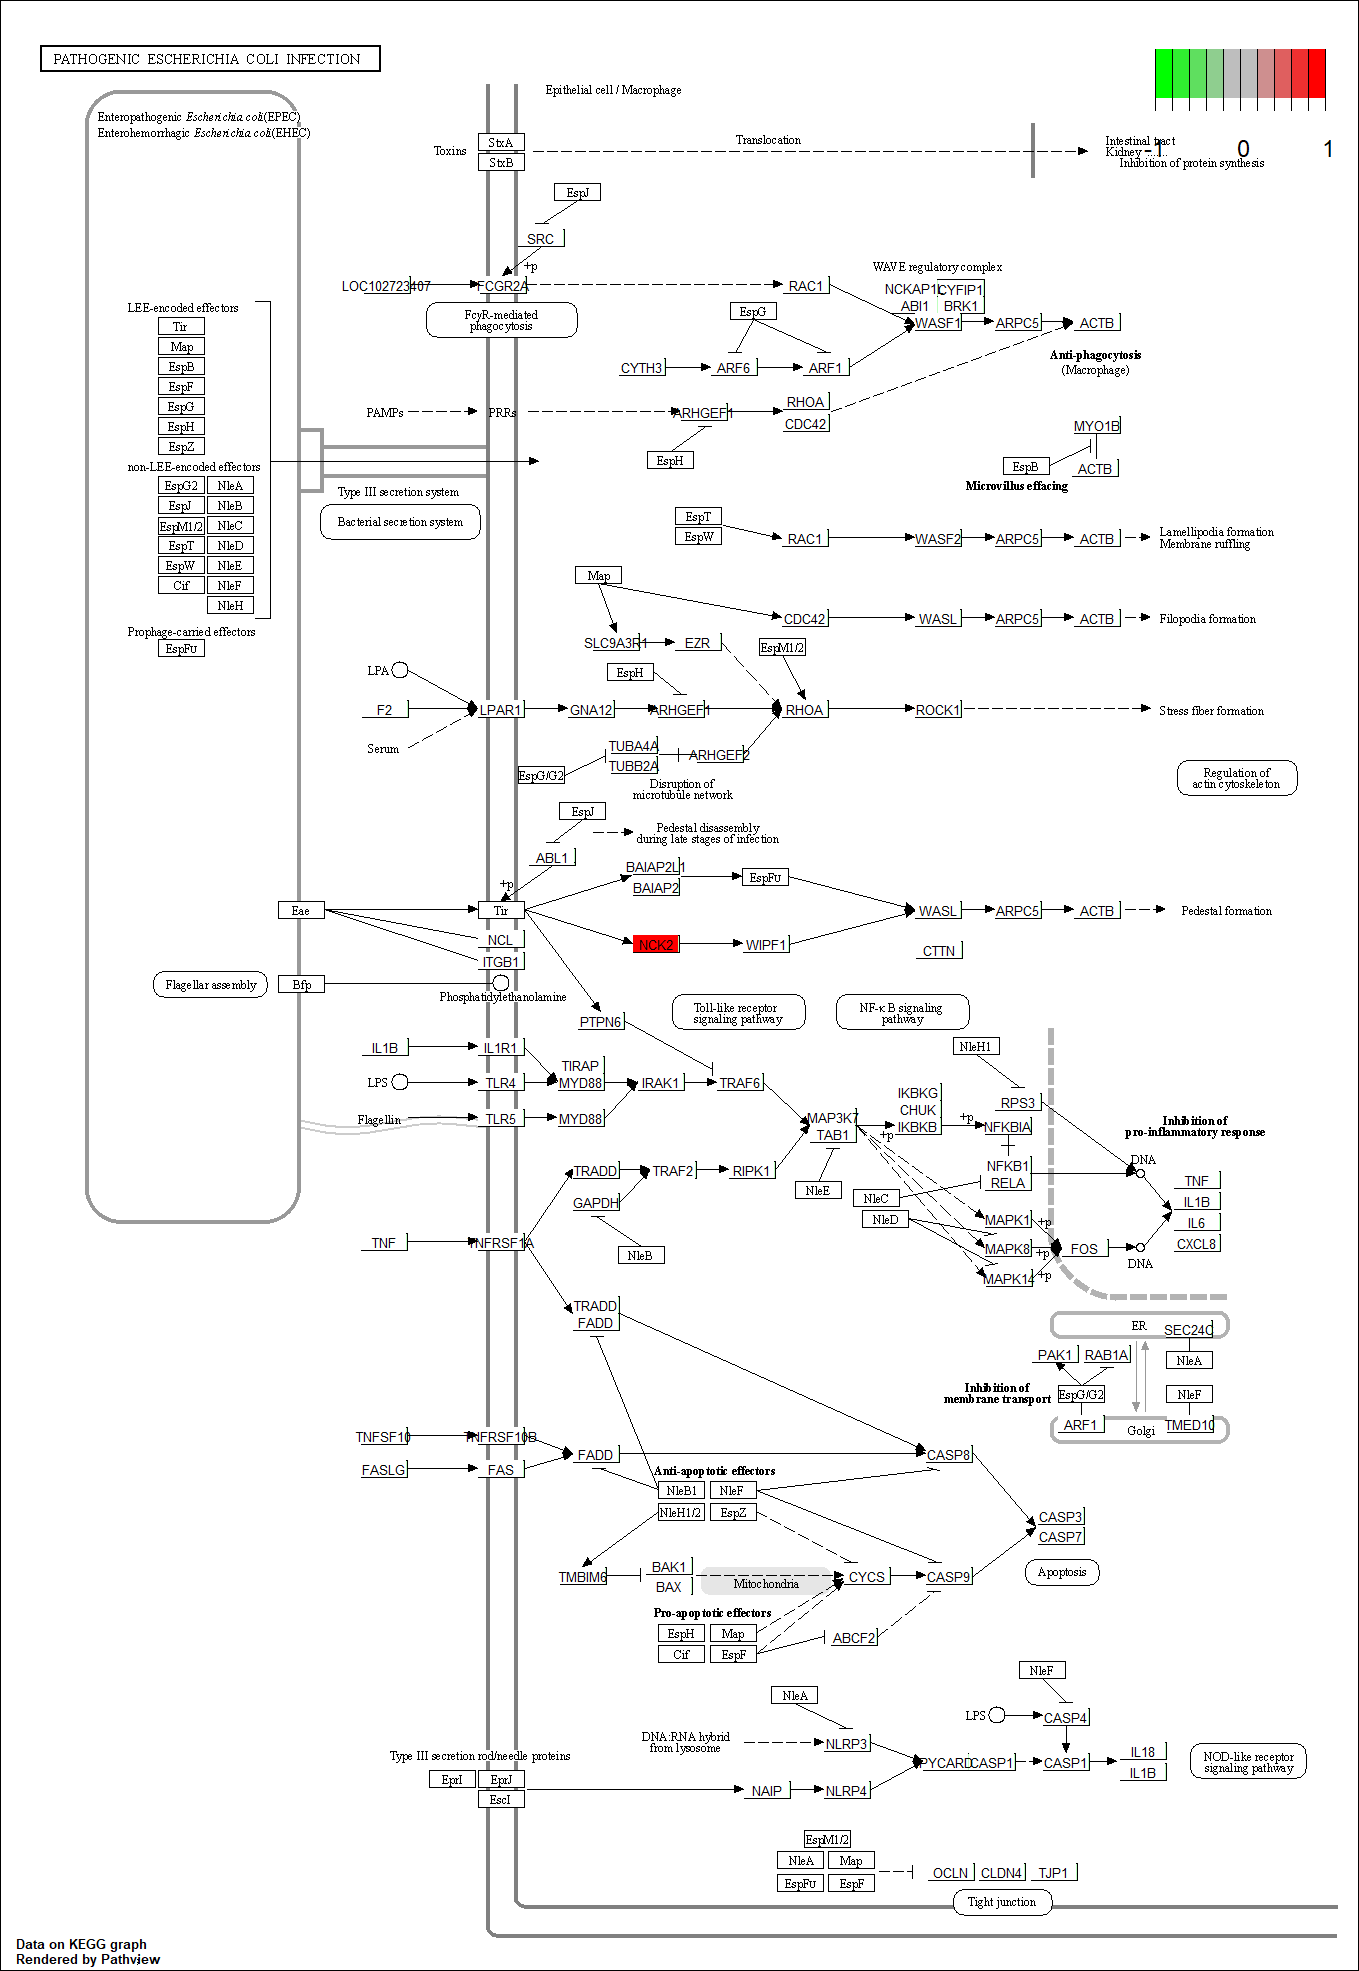 PATHOGENIC ESCHERICHIA COLI INFECTION
-1 0 1
Epithelial cell / Macrophage
Enteropathogenic Escherichia coli(EPEC)
Enterohemorrhagic Escherichia coli(EHEC)
Toxins
StxA
StxB
Translocation
Intestinal tract
Kidney
Inhibition of protein synthesis
EspJ
SRC
+p
LOC102723407
FCGR2A
RAC1
WAVE regulatory complex
NCKAP1L
CYFIP1
ABI1
BRK1
WASF1
ARPC5
ACTB
FcγR-mediated
phagocytosis
EspG
CYTH3
ARF6
ARF1
Anti-phagocytosis
(Macrophage)
LEE-encoded effectors
Tir
Map
EspB
EspF
EspG
EspH
EspZ
non-LEE-encoded effectors
EspG2 NleA
EspJ NleB
EspM1/2 NleC
EspT NleD
EspW NleE
Cif NleF
NleH
Prophage-carried effectors
EspFu
PAMPs
PRRs
ARHGEF1
RHOA
CDC42
EspH
MYO1B
EspB
ACTB
Microvillus effacing
Type III secretion system
Bacterial secretion system
EspT
EspW
RAC1
WASF2
ARPC5
ACTB
Lamellipodia formation
Membrane ruffling
Map
CDC42
WASL
ARPC5
ACTB
Filopodia formation
SLC9A3R1
EZR
EspM1/2
EspH
LPA
F2
Serum
LPAR1
GNA12
ARHGEF1
RHOA
ROCK1
Stress fiber formation
TUBA4A
TUBB2A
ARHGEF2
EspG/G2
Disruption of
microtubule network
Regulation of
actin cytoskeleton
EspJ
Pedestal disassembly
during late stages of infection
ABL1
+p
BAIAP2L1
BAIAP2
EspFu
Eae
Tir
WASL
ARPC5
ACTB
Pedestal formation
NCL
ITGB1
NCK2
WIPF1
CTTN
Flagellar assembly
Bfp
Phosphatidylethanolamine
PTPN6
Toll-like receptor
signaling pathway
NF-κ B signaling
pathway
IL1B
IL1R1
TIRAP
LPS
TLR4
MYD88
IRAK1
TRAF6
Flagellin
TLR5
MYD88
NleH1
RPS3
IKBKG
CHUK
IKBKB
MAP3K7
TAB1
+p
+p
NFKBIA
NFKB1
RELA
NleE
NleC
NleD
Inhibition of
pro-inflammatory response
DNA
TNF
IL1B
IL6
CXCL8
TRADD
TRAF2
RIPK1
GAPDH
NleB
TNF
TNFRSF1A
MAPK1
MAPK8
MAPK14
+p
+p
+p
FOS
DNA
TRADD
FADD
ER
SEC24C
PAK1
RAB1A
NleA
Inhibition of
membrane transport
EspG/G2
NleF
ARF1
Golgi
TMED10
TNFSF10
TNFRSF10B
FASLG
FAS
FADD
CASP8
Anti-apoptotic effectors
NleB1 NleF
NleH1/2 EspZ
CASP3
CASP7
TMBIM6
BAK1
BAX
Mitochondria
CYCS
CASP9
Apoptosis
Pro-apoptotic effectors
EspH Map
Cif EspF
ABCF2
NleA
NleF
LPS
CASP4
DNA:RNA hybrid
from lysosome
NLRP3
PYCARD
CASP1
CASP1
IL18
IL1B
NOD-like receptor
signaling pathway
Type III secretion rod/needle proteins
EprI EprJ
EscI
NAIP
NLRP4
EspM1/2
NleA Map
EspFu EspF
OCLN CLDN4 TJP1
Tight junction
Data on KEGG graph
Rendered by Pathview